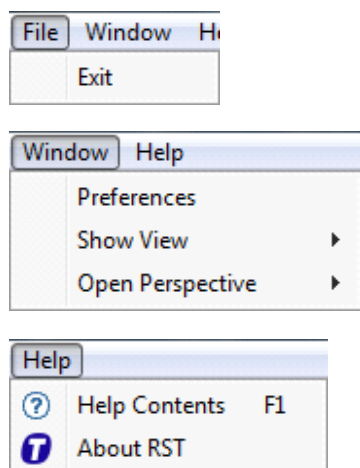 File Window H
Exit
Window Help
Preferences
Show View
Open Perspective
Help
Help Contents F1
About RST